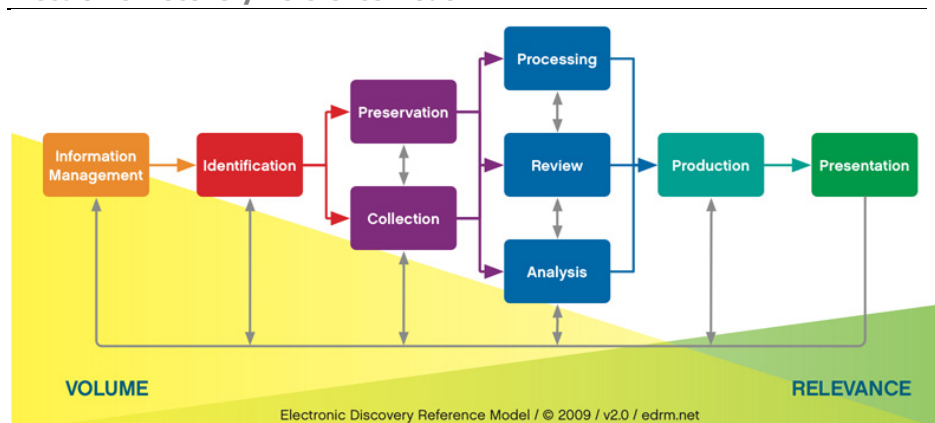 Processing
Preservation
Information
Management
Identification
Review
Production
Presentation
Collection
Analysis
VOLUME
RELEVANCE
Electronic Discovery Reference Model / © 2009 / v2.0 / edrm.net